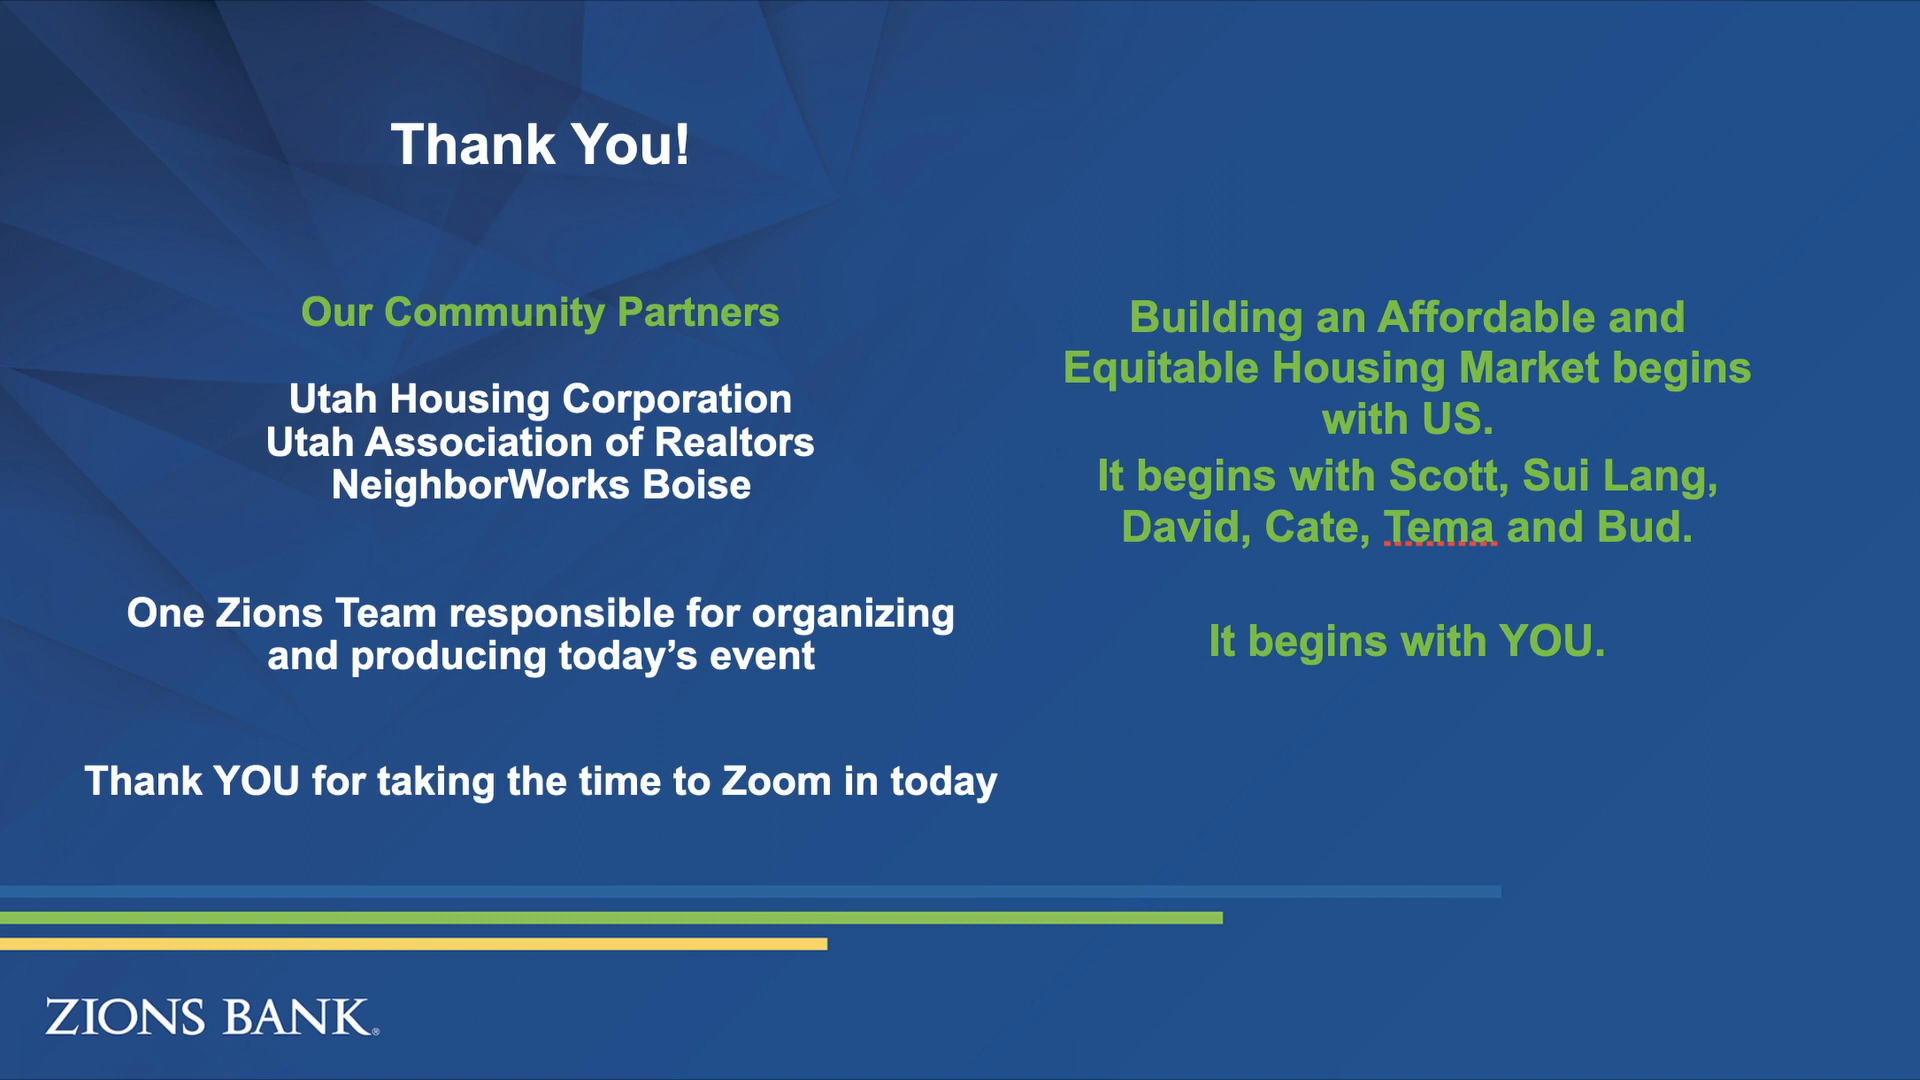 Thank You!
Our Community Partners
Utah Housing Corporation
Utah Association of Realtors
NeighborWorks Boise
One Zions Team responsible for organizing
and producing today’s event
Thank YOU for taking the time to Zoom in today
Building an Affordable and
Equitable Housing Market begins
with US.
It begins with Scott, Sui Lang,
David, Cate, Tema and Bud.
It begins with YOU.
ZIONS BANK®